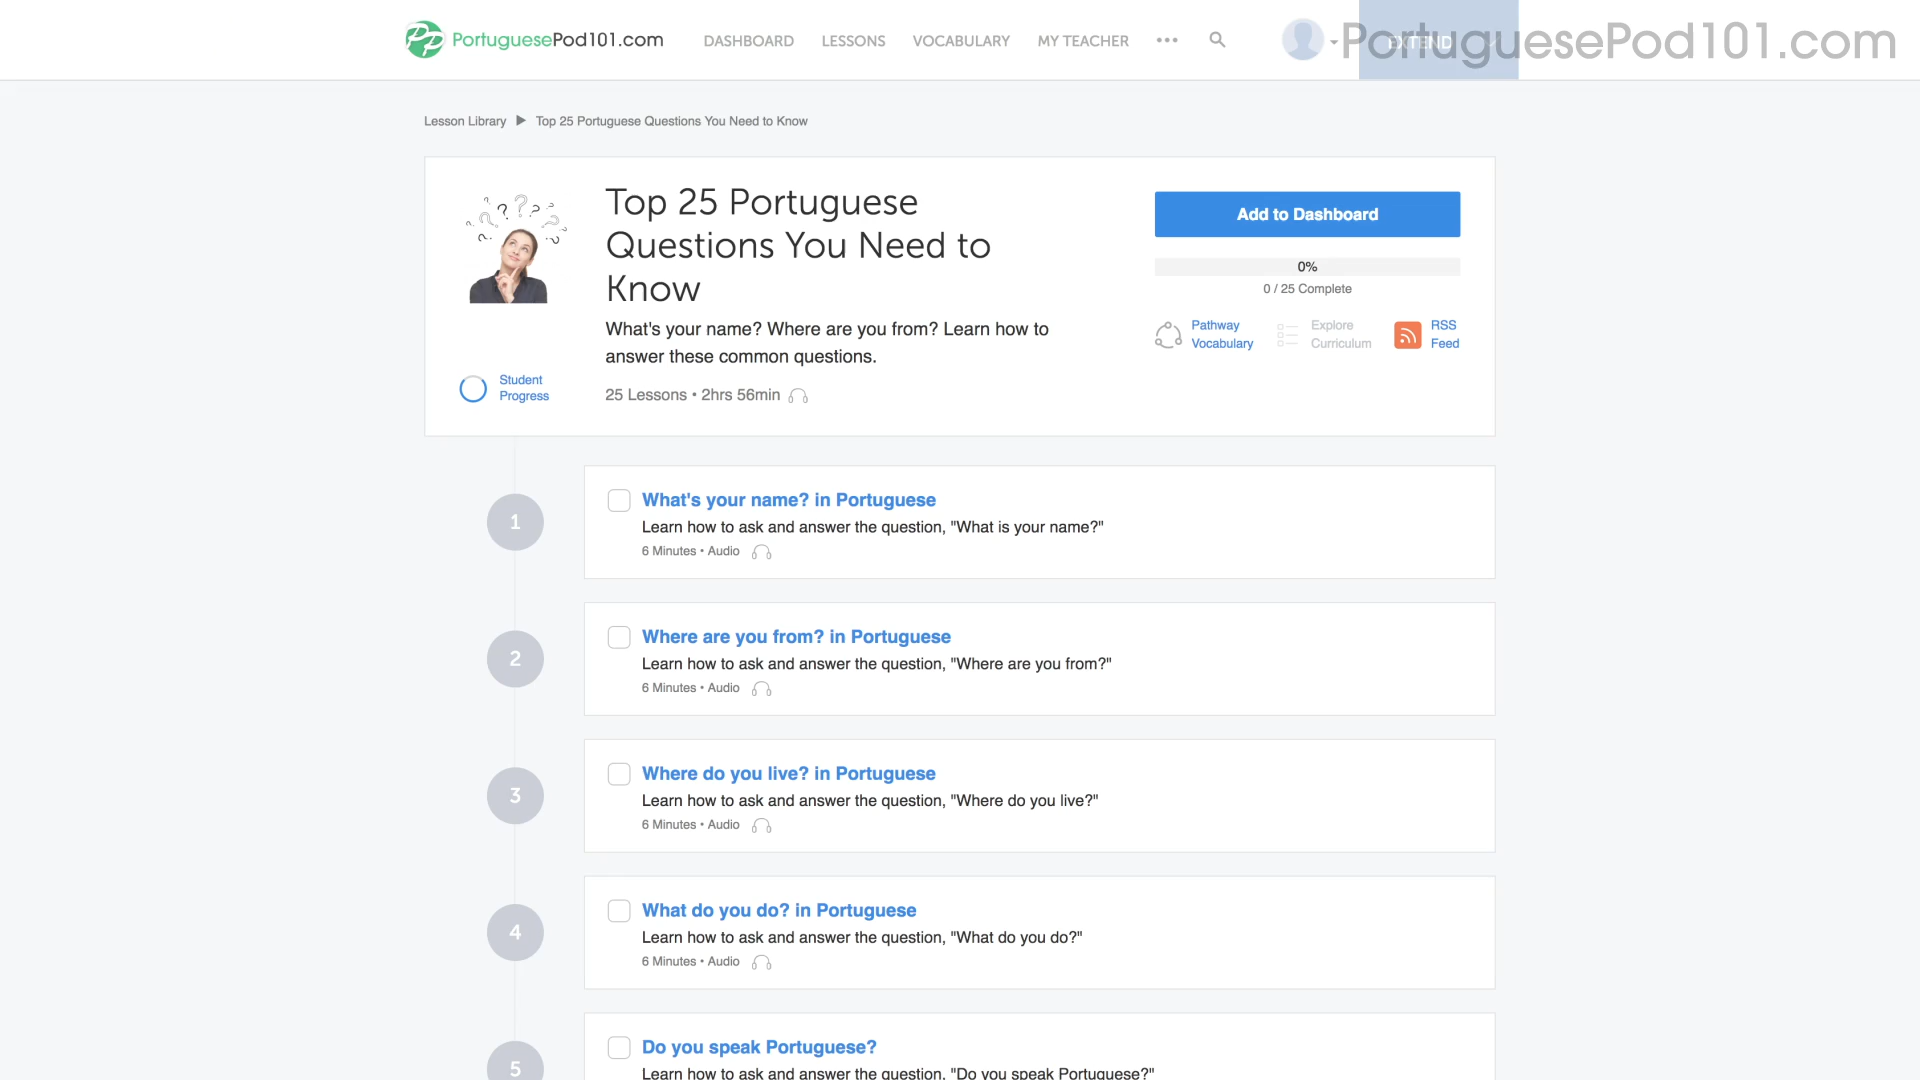 PortuguesePod101.com
DASHBOARD
LESSONS
VOCABULARY
MY TEACHER
EXTEND
PortuguesePod101.com
Lesson Library
Top 25 Portuguese Questions You Need to Know
Top 25 Portuguese
Questions You Need to
Know
What's your name? Where are you from? Learn how to
answer these common questions.
25 Lessons • 2hrs 56min
Student
Progress
Add to Dashboard
0%
0 / 25 Complete
Pathway
Vocabulary
Explore
Curriculum
RSS
Feed
1
What's your name? in Portuguese
Learn how to ask and answer the question, "What is your name?"
6 Minutes • Audio
2
Where are you from? in Portuguese
Learn how to ask and answer the question, "Where are you from?"
6 Minutes • Audio
3
Where do you live? in Portuguese
Learn how to ask and answer the question, "Where do you live?"
6 Minutes • Audio
4
What do you do? in Portuguese
Learn how to ask and answer the question, "What do you do?"
6 Minutes • Audio
5
Do you speak Portuguese?
Learn how to ask and answer the question, "Do you speak Portuguese?"